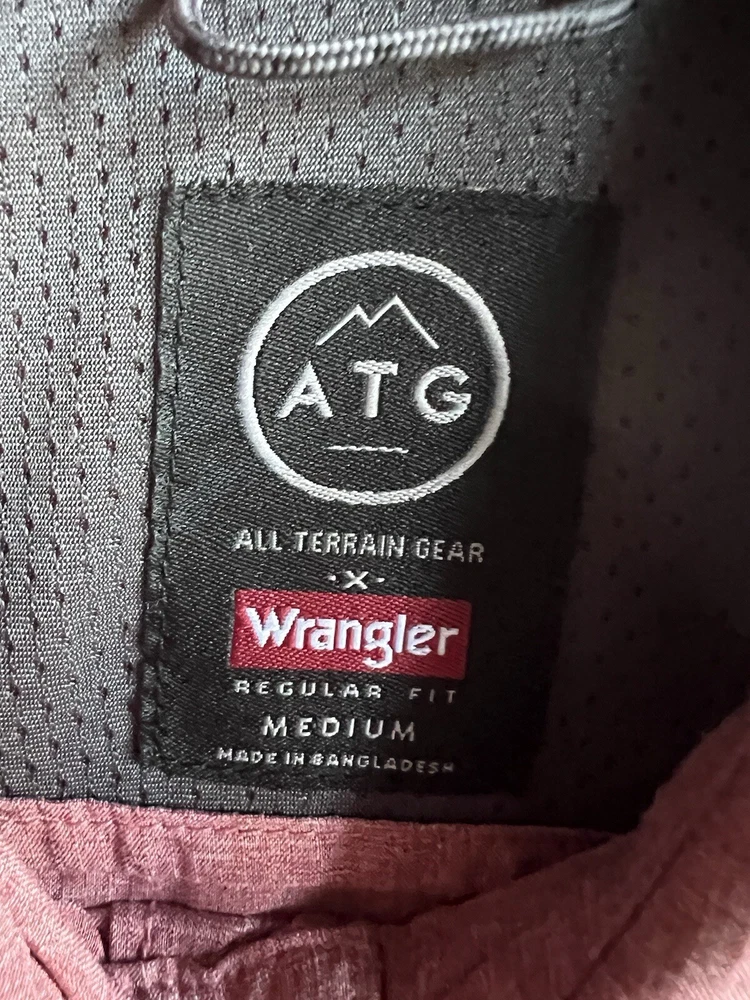 ATG
ALL TERRAIN GEAR
·X·
Wrangler
REGULAR FIT
MEDIUM
MADE IN BANGLADESH